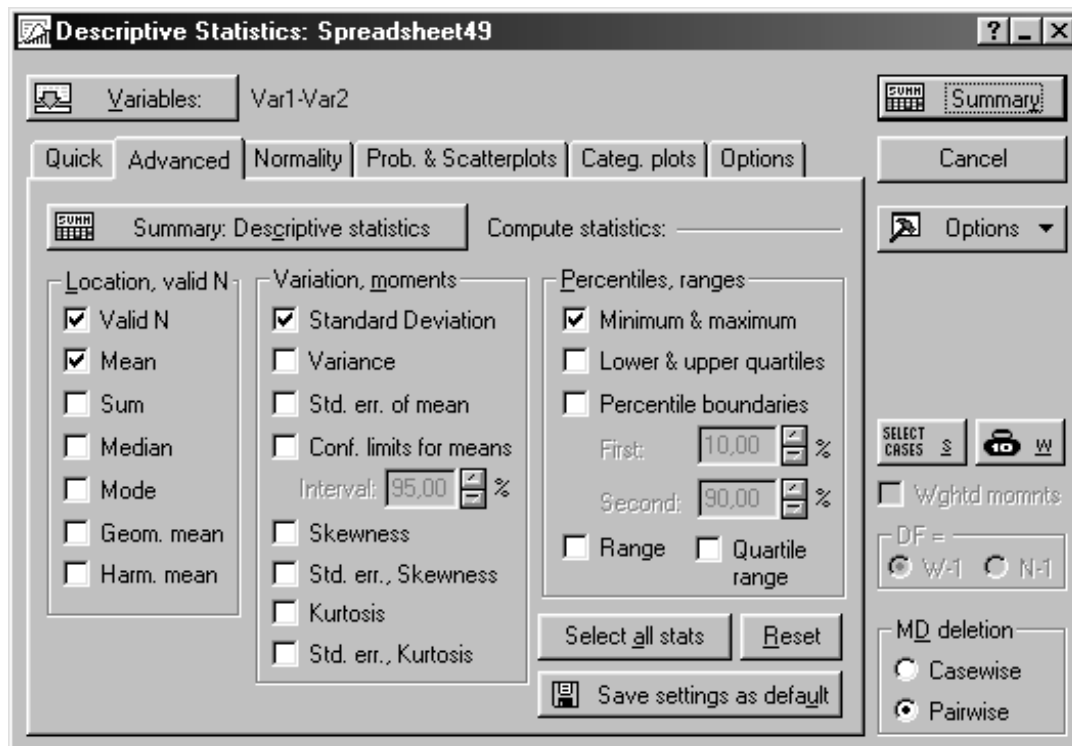 Descriptive Statistics: Spreadsheet49
Variables:
Var1-Var2
Summary
Quick
Advanced
Normality
Prob. & Scatterplots
Categ. plots
Options
Cancel
Options
SUMM Summary: Descriptive statistics
Compute statistics:
Location, valid N
Valid N
Mean
Sum
Median
Mode
Geom. mean
Harm. mean
Variation, moments
Standard Deviation
Variance
Std. err. of mean
Conf. limits for means
Interval: 95,00 %
Skewness
Std. err., Skewness
Kurtosis
Std. err., Kurtosis
Percentiles, ranges
Minimum & maximum
Lower & upper quartiles
Percentile boundaries
First: 10,00 %
Second: 90,00 %
Range
Quartile
range
Select all stats
Reset
Save settings as default
SELECT
CASES S
10 W
Wghtd momnts
DF =
W-1
N-1
MD deletion
Casewise
Pairwise